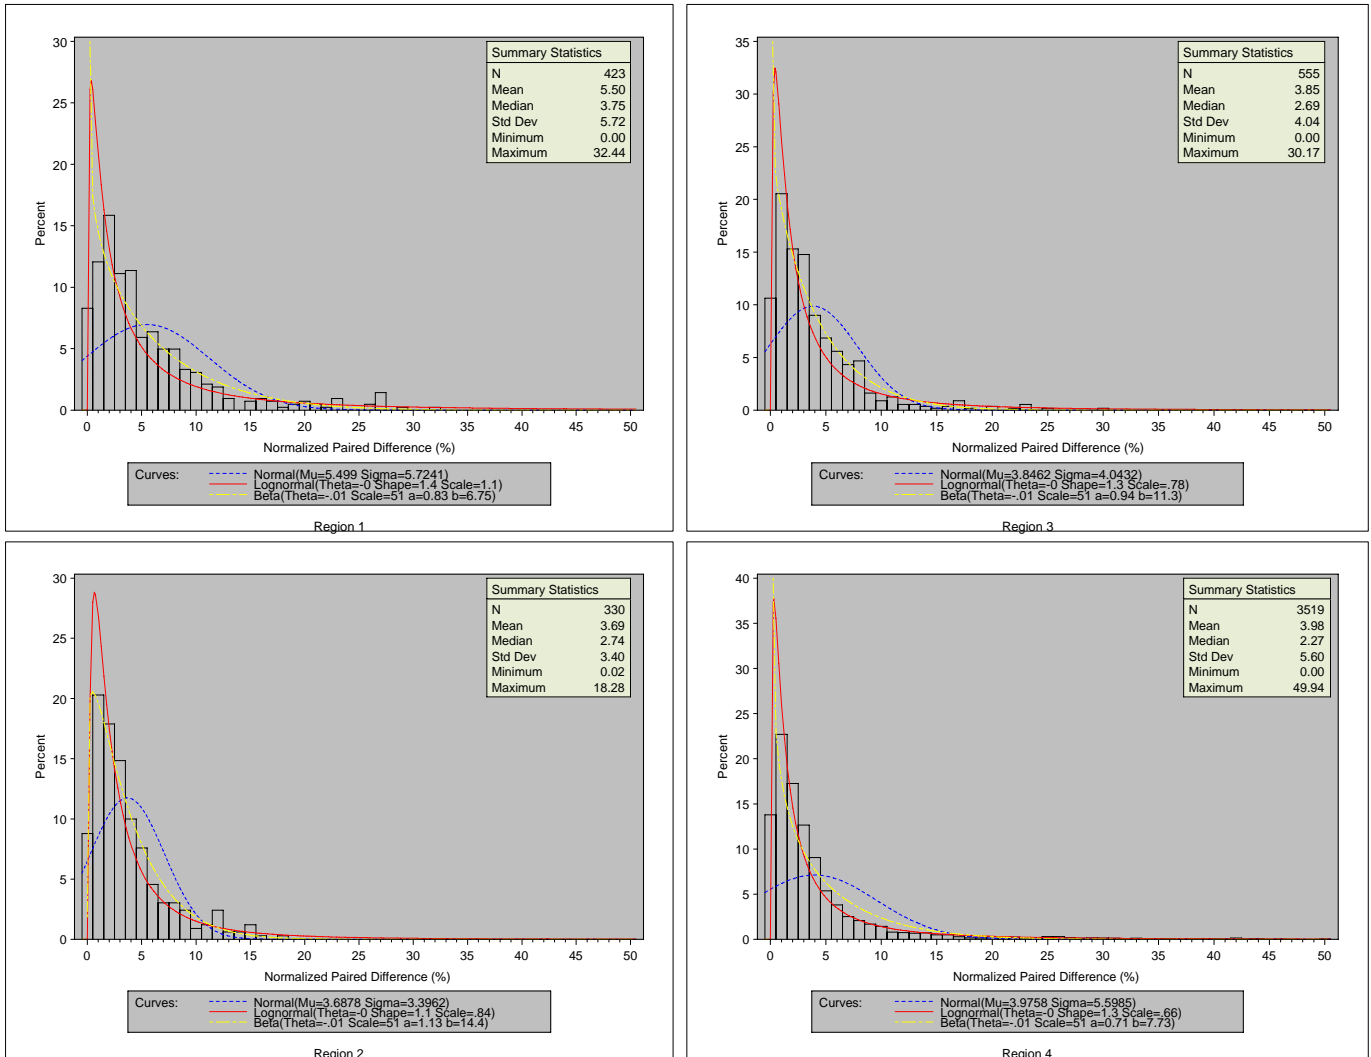 Summary Statistics
N 423
Mean 5.50
Median 3.75
Std Dev 5.72
Minimum 0.00
Maximum 32.44
30
25
20
15
10
5
0
Percent
0 5 10 15 20 25 30 35 40 45 50
Normalized Paired Difference (%)
Curves: Normal(Mu=5.499 Sigma=5.7241)
Lognormal(Theta=-0 Shape=1.4 Scale=1.1)
Beta(Theta=-.01 Scale=51 a=0.83 b=6.75)
Region 1
Summary Statistics
N 555
Mean 3.85
Median 2.69
Std Dev 4.04
Minimum 0.00
Maximum 30.17
35
30
25
20
15
10
5
0
Percent
0 5 10 15 20 25 30 35 40 45 50
Normalized Paired Difference (%)
Curves: Normal(Mu=3.8462 Sigma=4.0432)
Lognormal(Theta=-0 Shape=1.3 Scale=.78)
Beta(Theta=-.01 Scale=51 a=0.94 b=11.3)
Region 3
Summary Statistics
N 330
Mean 3.69
Median 2.74
Std Dev 3.40
Minimum 0.02
Maximum 18.28
30
25
20
15
10
5
0
Percent
0 5 10 15 20 25 30 35 40 45 50
Normalized Paired Difference (%)
Curves: Normal(Mu=3.6878 Sigma=3.3962)
Lognormal(Theta=-0 Shape=1.1 Scale=.84)
Beta(Theta=-.01 Scale=51 a=1.13 b=14.4)
Region 2
Summary Statistics
N 3519
Mean 3.98
Median 2.27
Std Dev 5.60
Minimum 0.00
Maximum 49.94
40
35
30
25
20
15
10
5
0
Percent
0 5 10 15 20 25 30 35 40 45 50
Normalized Paired Difference (%)
Curves: Normal(Mu=3.9758 Sigma=5.5985)
Lognormal(Theta=-0 Shape=1.3 Scale=.66)
Beta(Theta=-.01 Scale=51 a=0.71 b=7.73)
Region 4